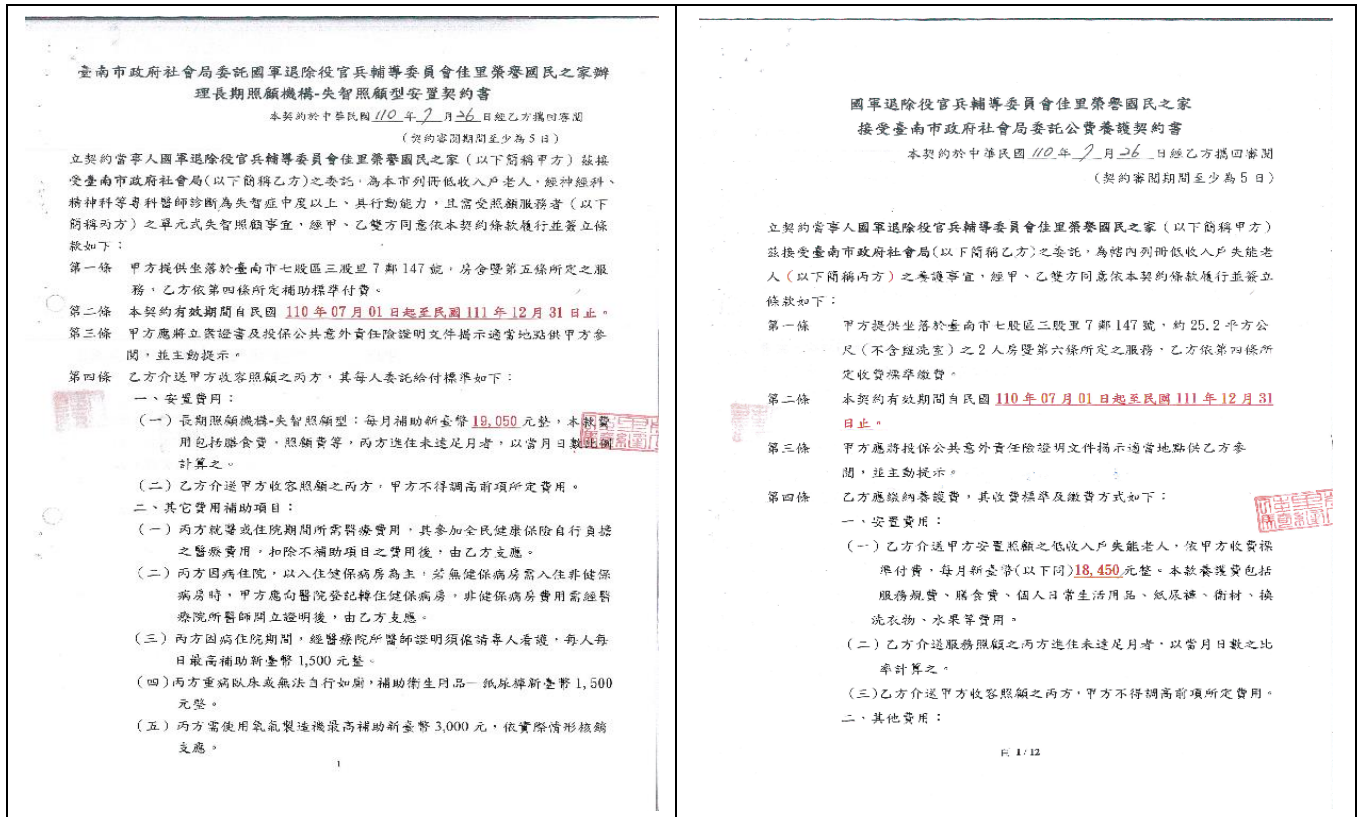 臺南市政府社會局委託國軍退除役官兵輔導委員會佳里榮譽國民之家辦
理長期照顧機構-失智照顧型安置契約書
本契約於中華民國 110 年 7 月 26 日經乙方攜回審閱
(契約審閱期間至少為5日)
立契約當事人國軍退除役官兵輔導委員會佳里榮譽國民之家(以下簡稱甲方)茲接
受臺南市政府社會局(以下簡稱乙方)之委託,為本市列冊低收入戶老人,經神經科、
精神科等專科醫師診斷為失智症中度以上、具行動能力,且需受照顧服務者(以下
簡稱丙方)之單元式失智照顧事宜,經甲、乙雙方同意依本契約條款履行並簽立條
款如下:
第一條 甲方提供坐落於臺南市七股區三股里7鄰147號,房舍暨第五條所定之服
務,乙方依第四條所定補助標準付費。
第二條 本契約有效期間自民國 110年07月01日起至民國111年12月31日止。
第三條 甲方應將立案證書及投保公共意外責任險證明文件揭示適當地點供甲方參
閱,並主動提示。
第四條 乙方介送甲方收容照顧之丙方,其每人委託給付標準如下:
一、安置費用:
(一)長期照顧機構-失智照顧型:每月補助新臺幣19,050元整,本款費
用包括膳食費、照顧費等,丙方進住未達足月者,以當月日數比例
計算之。
(二)乙方介送甲方收容照顧之丙方,甲方不得調高前項所定費用。
二、其它費用補助項目:
(一)丙方就醫或住院期間所需醫療費用,其參加全民健康保險自行負擔
之醫療費用,扣除不補助項目之費用後,由乙方支應。
(二)丙方因病住院,以入住健保病房為主,若無健保病房需入住非健保
病房時,甲方應向醫院登記轉住健保病房,非健保病房費用需經醫
療院所醫師開立證明後,由乙方支應。
(三)丙方因病住院期間,經醫療院所醫師證明須僱請專人看護,每人每
日最高補助新臺幣1,500元整。
(四)丙方重病臥床或無法自行如廁,補助衛生用品—紙尿褲新臺幣1,500
元整。
(五)丙方需使用氧氣製造機最高補助新臺幣3,000元,依實際情形核銷
支應。
1
國軍退除役官兵輔導委員會佳里榮譽國民之家
接受臺南市政府社會局委託公費養護契約書
本契約於中華民國 110 年 7 月 26 日經乙方攜回審閱
(契約審閱期間至少為5日)
立契約當事人國軍退除役官兵輔導委員會佳里榮譽國民之家(以下簡稱甲方)
茲接受臺南市政府社會局(以下簡稱乙方)之委託,為轄內列冊低收入戶失能老
人(以下簡稱丙方)之養護事宜,經甲、乙雙方同意依本契約條款履行並簽立
條款如下:
第一條 甲方提供坐落於臺南市七股區三股里7鄰147號,約25.2平方公
尺(不含盥洗室)之2人房暨第六條所定之服務,乙方依第四條所
定收費標準繳費。
第二條 本契約有效期間自民國 110年07月01日起至民國111年12月31
日止。
第三條 甲方應將投保公共意外責任險證明文件揭示適當地點供乙方參
閱,並主動提示。
第四條 乙方應繳納養護費,其收費標準及繳費方式如下:
一、安置費用:
(一)乙方介送甲方安置照顧之低收入戶失能老人,依甲方收費標
準付費,每月新臺幣(以下同)18,450元整。本款養護費包括
服務規費、膳食費、個人日常生活用品、紙尿褲、衛材、換
洗衣物、水果等費用。
(二)乙方介送服務照顧之丙方進住未達足月者,以當月日數之比
率計算之。
(三)乙方介送甲方收容照顧之丙方,甲方不得調高前項所定費用。
二、其他費用:
頁 1/12